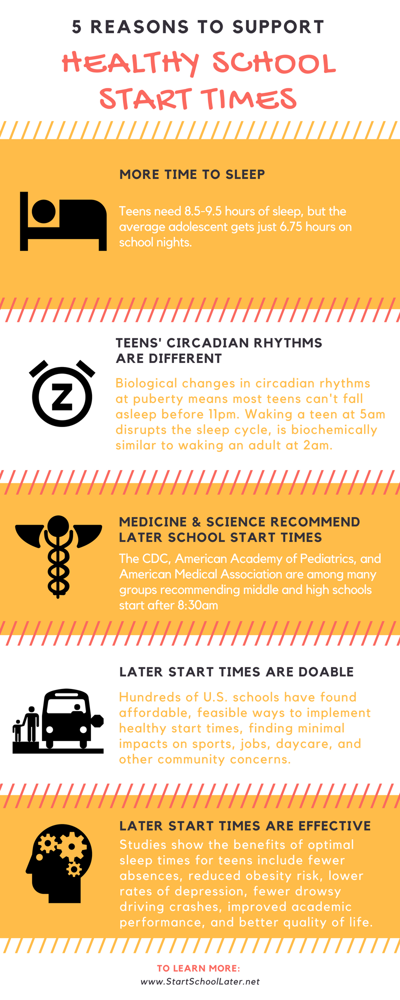 5 REASONS TO SUPPORT
HEALTHY SCHOOL
START TIMES
MORE TIME TO SLEEP
Teens need 8.5-9.5 hours of sleep, but the
average adolescent gets just 6.75 hours on
school nights.
TEENS' CIRCADIAN RHYTHMS
ARE DIFFERENT
Z
Biological changes in circadian rhythms
at puberty means most teens can't fall
asleep before 11pm. Waking a teen at 5am
disrupts the sleep cycle, is biochemically
similar to waking an adult at 2am.
MEDICINE & SCIENCE RECOMMEND
LATER SCHOOL START TIMES
The CDC, American Academy of Pediatrics, and
American Medical Association are among many
groups recommending middle and high schools
start after 8:30am
LATER START TIMES ARE DOABLE
Hundreds of U.S. schools have found
affordable, feasible ways to implement
healthy start times, finding minimal
impacts on sports, jobs, daycare, and
other community concerns.
LATER START TIMES ARE EFFECTIVE
Studies show the benefits of optimal
sleep times for teens include fewer
absences, reduced obesity risk, lower
rates of depression, fewer drowsy
driving crashes, improved academic
performance, and better quality of life.
TO LEARN MORE:
www.StartSchoolLater.net